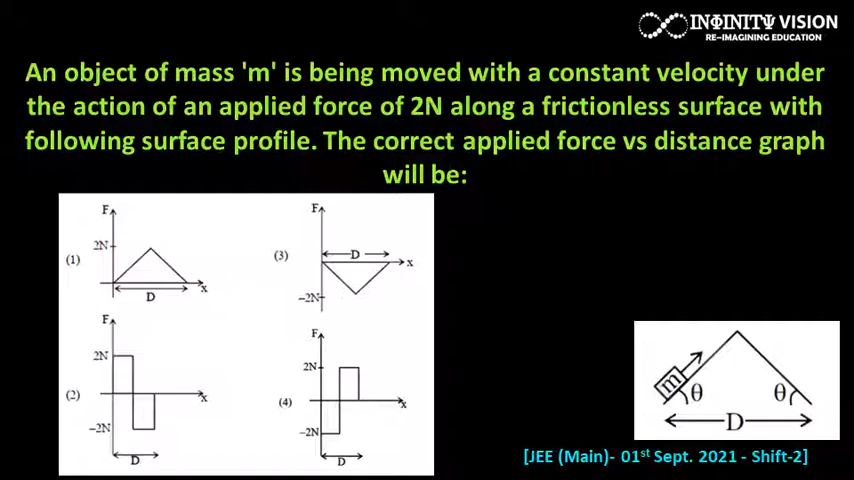 INΦINITΨ VISION
RE-IMAGINING EDUCATION
An object of mass 'm' is being moved with a constant velocity under
the action of an applied force of 2N along a frictionless surface with
following surface profile. The correct applied force vs distance graph
will be:
(1)
F
2N
D
x
(3)
F
D
x
−2N
(2)
F
2N
−2N
D
x
(4)
F
2N
−2N
D
x
m
θ
θ
D
[JEE (Main)- 01st Sept. 2021 - Shift-2]